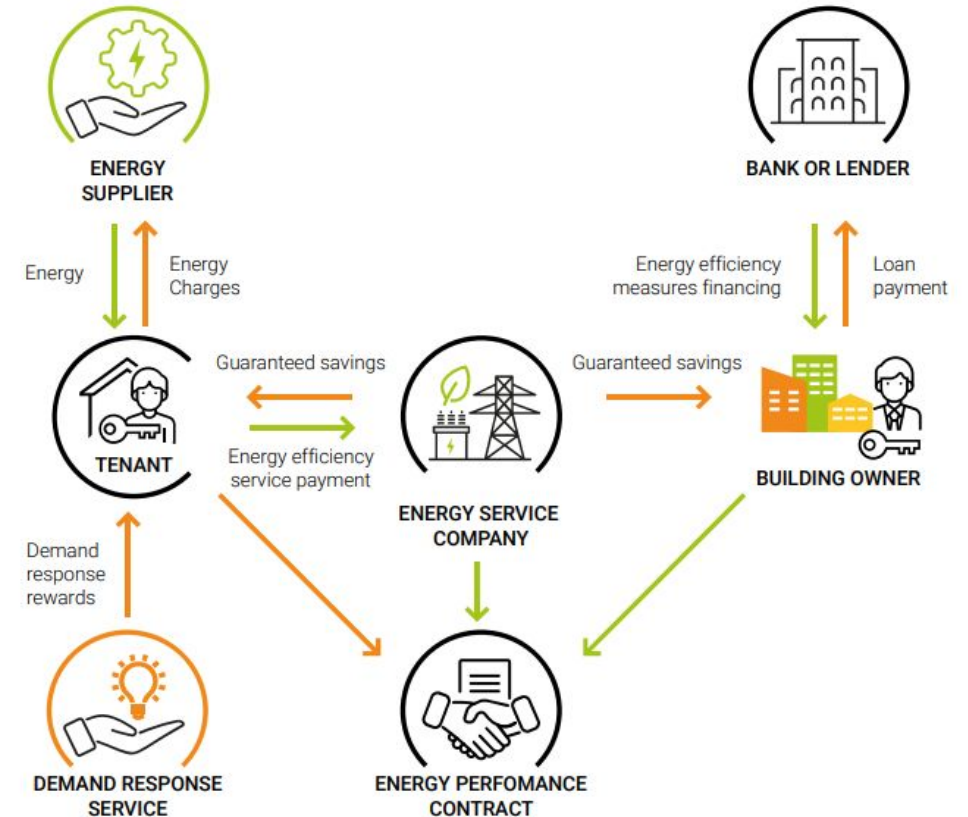 ENERGY
SUPPLIER
BANK OR LENDER
Energy
Energy
Charges
Energy efficiency
measures financing
Loan
payment
Guaranteed savings
Guaranteed savings
TENANT
Energy efficiency
service payment
BUILDING OWNER
ENERGY SERVICE
COMPANY
Demand
response
rewards
DEMAND RESPONSE
SERVICE
ENERGY PERFOMANCE
CONTRACT